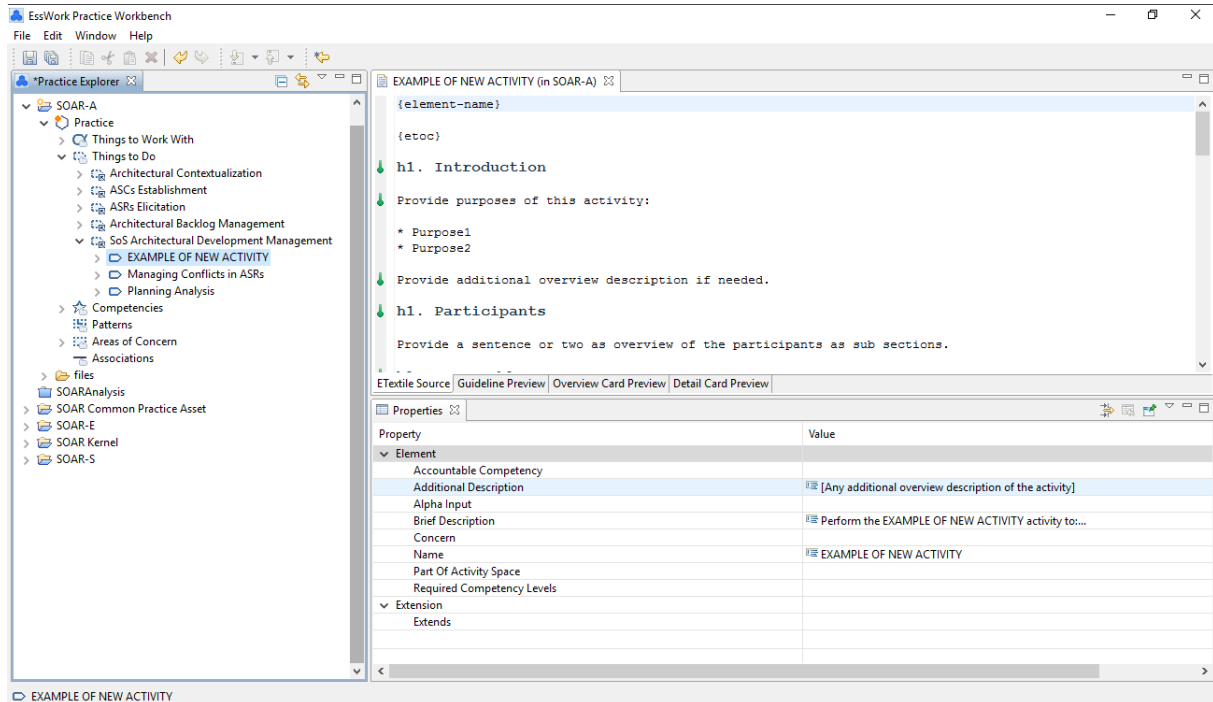 EssWork Practice Workbench
File Edit Window Help
*Practice Explorer
SOAR-A
Practice
Things to Work With
Things to Do
Architectural Contextualization
ASCs Establishment
ASRs Elicitation
Architectural Backlog Management
SoS Architectural Development Management
EXAMPLE OF NEW ACTIVITY
Managing Conflicts in ASRs
Planning Analysis
Competencies
Patterns
Areas of Concern
Associations
files
SOARAnalysis
SOAR Common Practice Asset
SOAR-E
SOAR Kernel
SOAR-S
EXAMPLE OF NEW ACTIVITY (in SOAR-A)
{element-name}
{etoc}
h1. Introduction
Provide purposes of this activity:
* Purpose1
* Purpose2
Provide additional overview description if needed.
h1. Participants
Provide a sentence or two as overview of the participants as sub sections.
ETextile Source Guideline Preview Overview Card Preview Detail Card Preview
Properties
Property Value
Element
Accountable Competency
Additional Description [Any additional overview description of the activity]
Alpha Input
Brief Description Perform the EXAMPLE OF NEW ACTIVITY activity to:...
Concern
Name EXAMPLE OF NEW ACTIVITY
Part Of Activity Space
Required Competency Levels
Extension
Extends
EXAMPLE OF NEW ACTIVITY